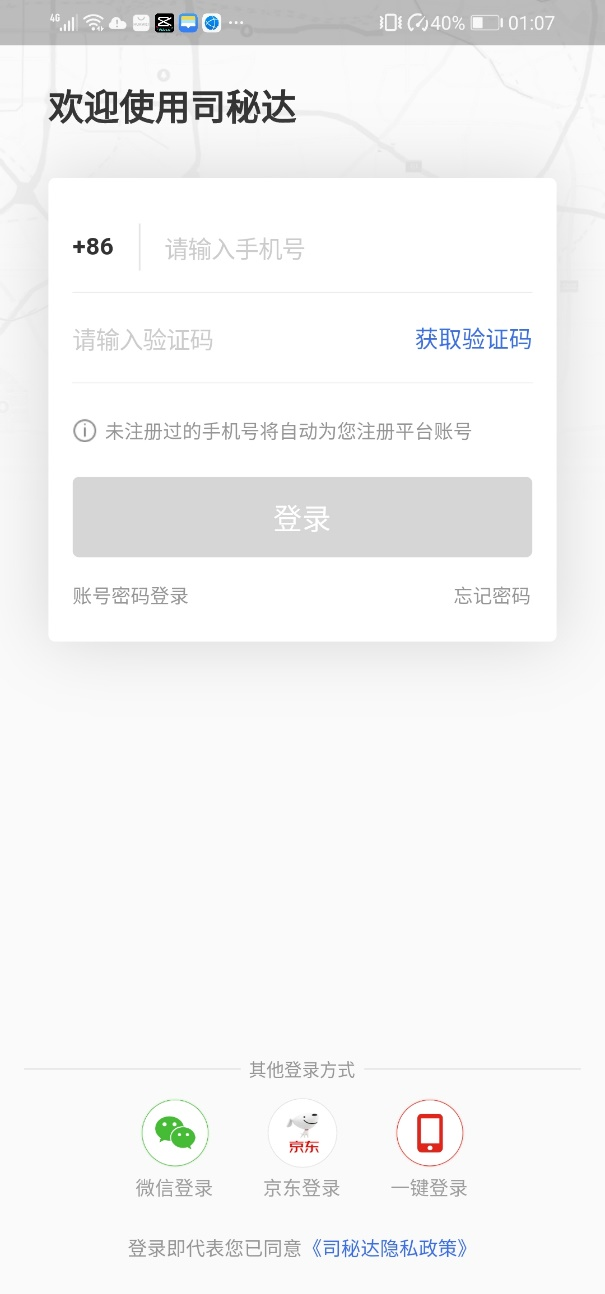 4G 40% 01:07
欢迎使用司秘达
+86 请输入手机号
请输入验证码 获取验证码
未注册过的手机号将自动为您注册平台账号
登录
账号密码登录 忘记密码
其他登录方式
京东
微信登录 京东登录 一键登录
登录即代表您已同意《司秘达隐私政策》